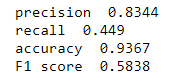 precision 0.8344
recall 0.449
accuracy 0.9367
F1 score 0.5838